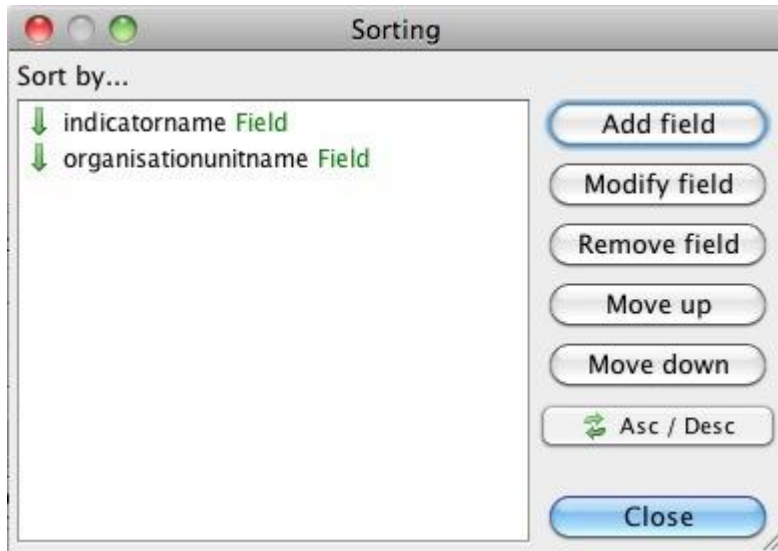 Sorting
Sort by...
indicatorname Field
organisationunitname Field
Add field
Modify field
Remove field
Move up
Move down
Asc / Desc
Close